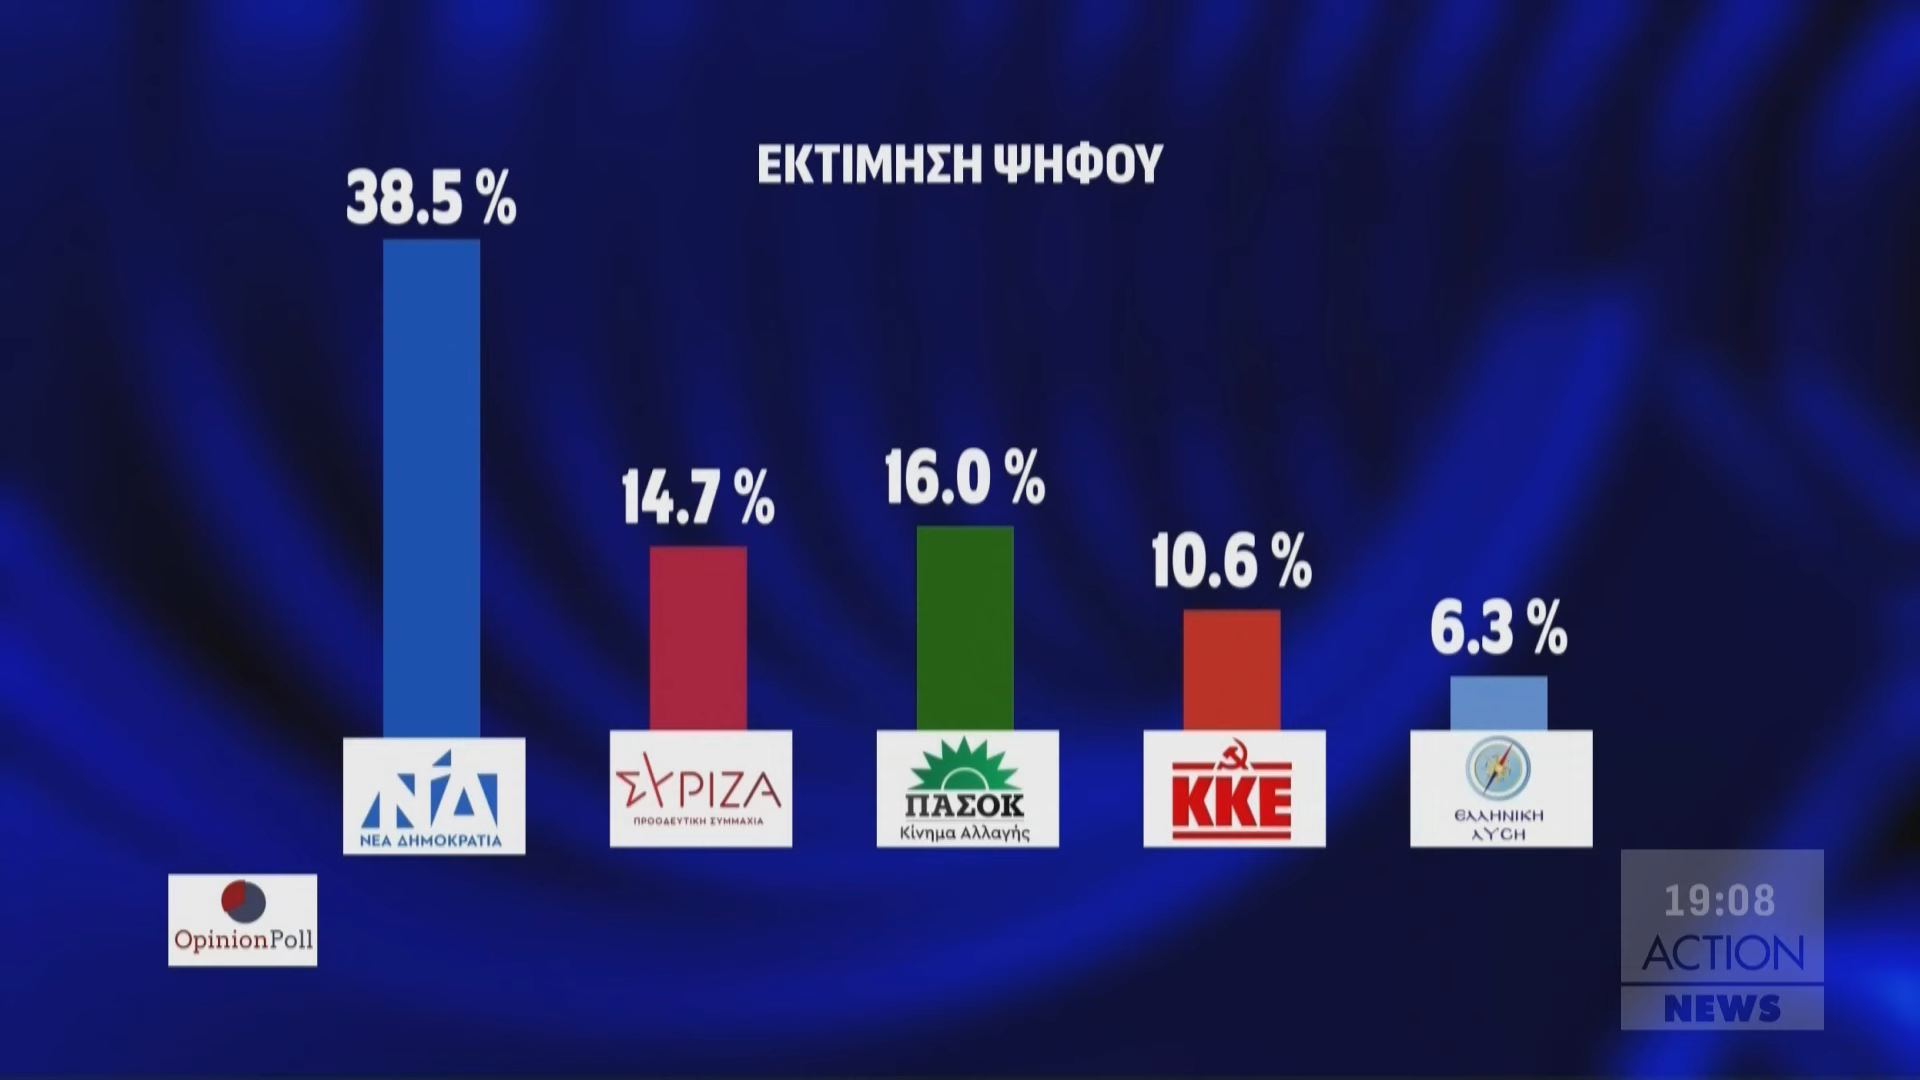 ΕΚΤΙΜΗΣΗ ΨΗΦΟΥ
38.5 %
14.7 %
16.0 %
10.6 %
6.3 %
ΝΔ
ΝΕΑ ΔΗΜΟΚΡΑΤΙΑ
ΣΥΡΙΖΑ
ΠΡΟΟΔΕΥΤΙΚΗ ΣΥΜΜΑΧΙΑ
ΠΑΣΟΚ
Κίνημα Αλλαγής
ΚΚΕ
ΕΛΛΗΝΙΚΗ
ΛΥΣΗ
OpinionPoll
19:08
ACTION
NEWS